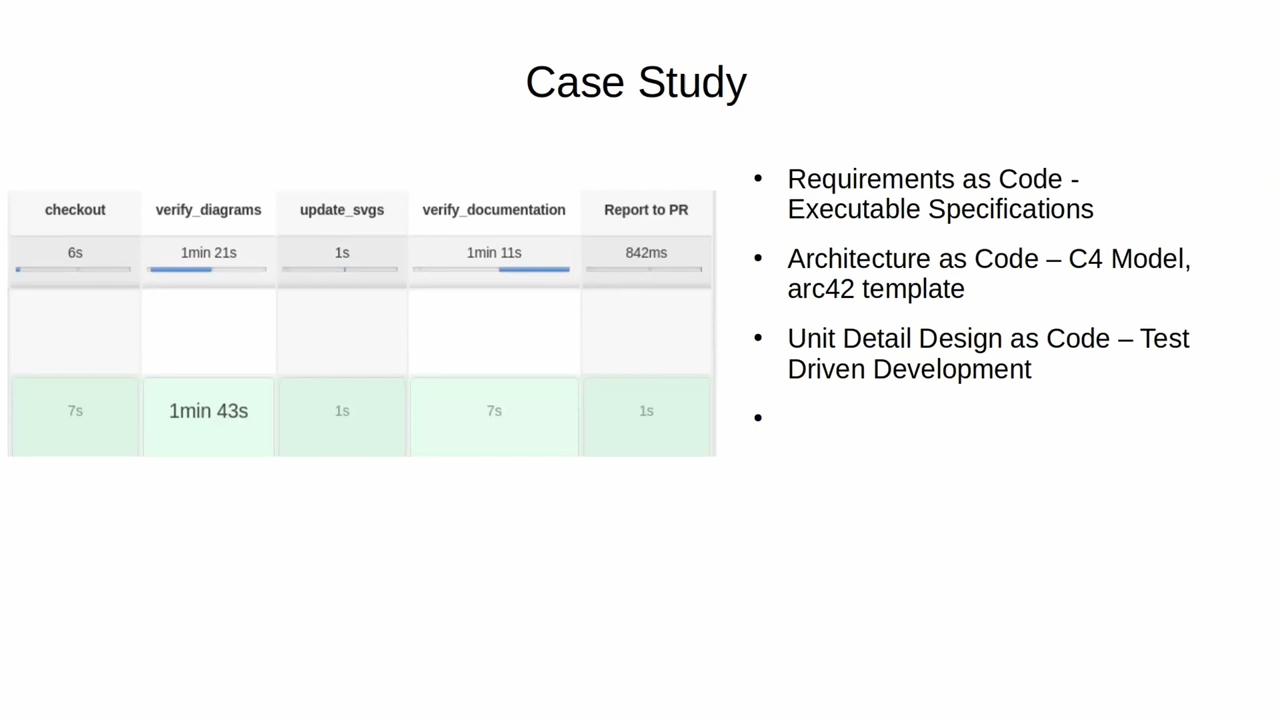 Case Study
checkout verify_diagrams update_svgs verify_documentation Report to PR
6s 1min 21s 1s 1min 11s 842ms
7s 1min 43s 1s 7s 1s
• Requirements as Code -
Executable Specifications
• Architecture as Code – C4 Model,
arc42 template
• Unit Detail Design as Code – Test
Driven Development
•